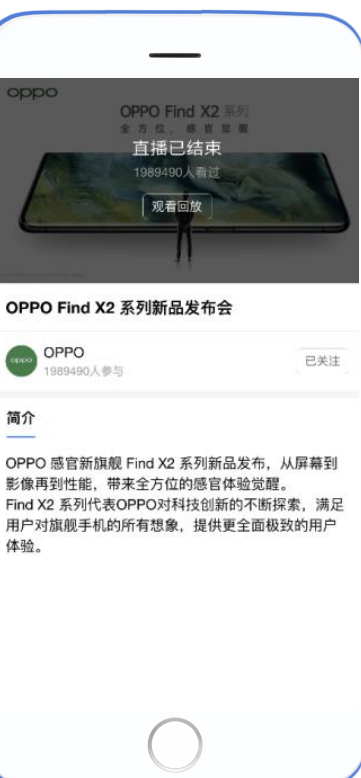 oppo
OPPO Find X2 系列
全方位，感官觉醒
直播已结束
1989490人看过
观看回放
OPPO Find X2 系列新品发布会
oppo
OPPO
1989490人参与
已关注
简介
OPPO 感官新旗舰 Find X2 系列新品发布，从屏幕到
影像再到性能，带来全方位的感官体验觉醒。
Find X2 系列代表OPPO对科技创新的不断探索，满足
用户对旗舰手机的所有想象，提供更全面极致的用户
体验。